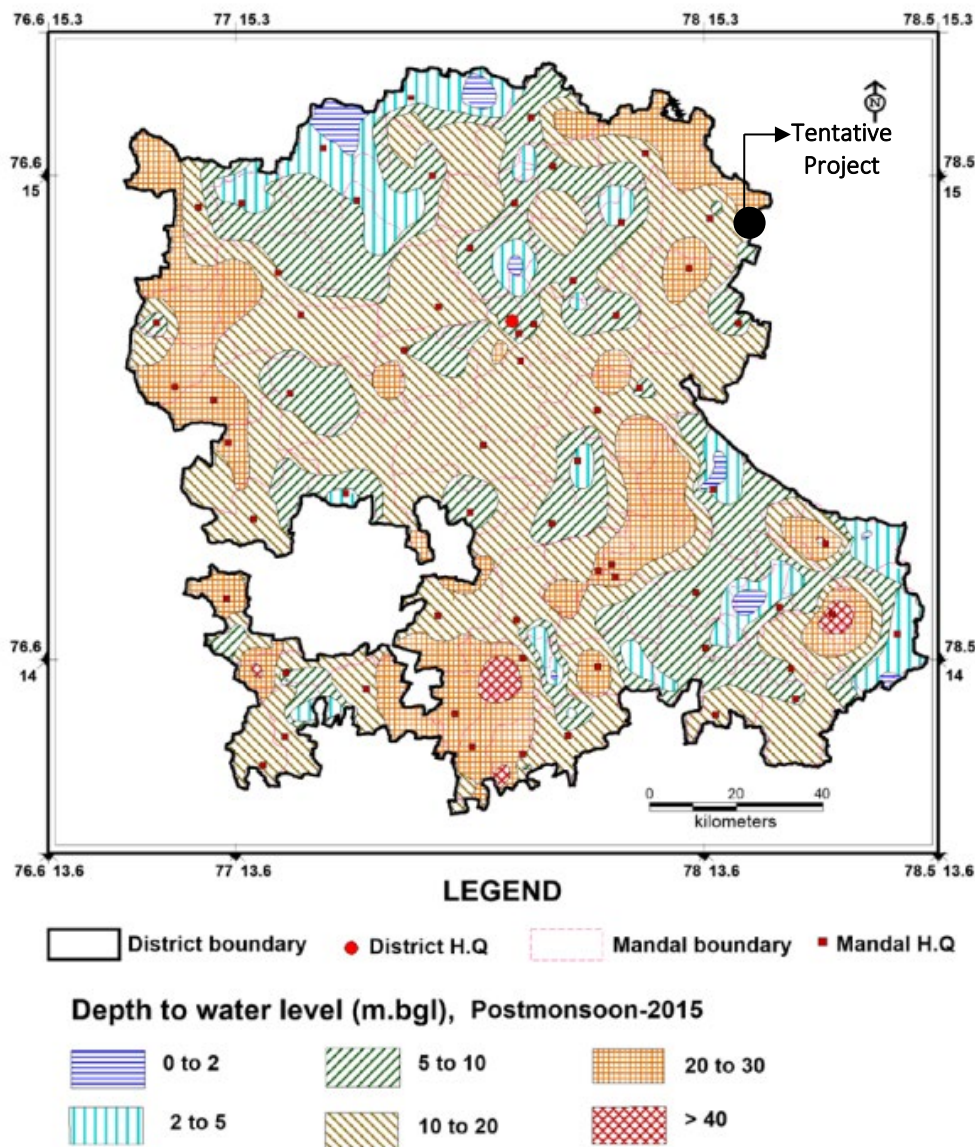 76.6 15.3
77 15.3
78 15.3
78.5 15.3
N
Tentative
Project
76.6
15
78.5
15
76.6
14
78.5
14
0 20 40
kilometers
76.6 13.6
77 13.6
78 13.6
78.5 13.6
LEGEND
District boundary District H.Q Mandal boundary Mandal H.Q
Depth to water level (m.bgl), Postmonsoon-2015
0 to 2 5 to 10 20 to 30
2 to 5 10 to 20 > 40